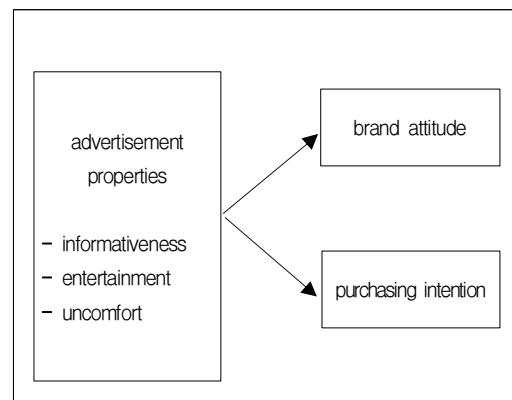 advertisement
properties
- informativeness
- entertainment
- uncomfort
brand attitude
purchasing intention